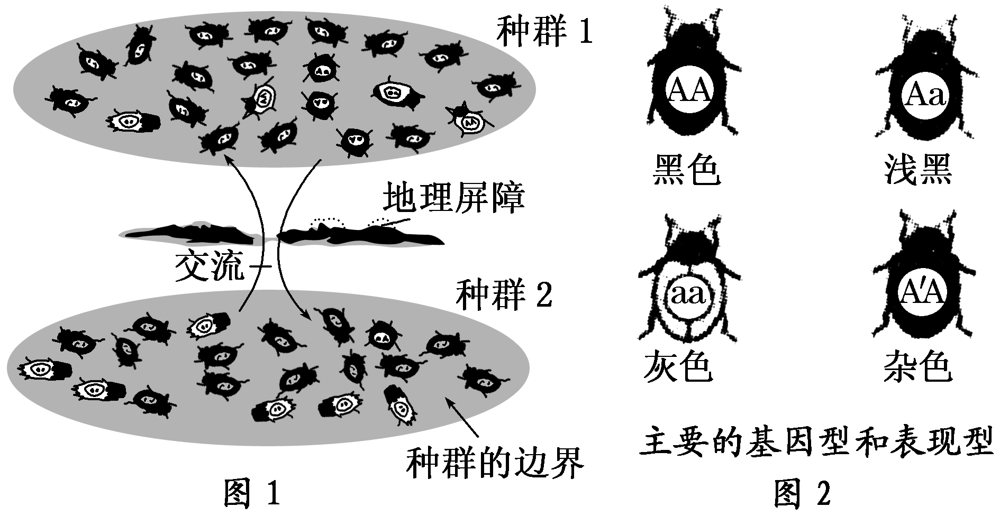 种群1
地理屏障
交流
种群2
种群的边界
图1
AA
Aa
黑色
浅黑
aa
A′A
灰色
杂色
主要的基因型和表现型
图2